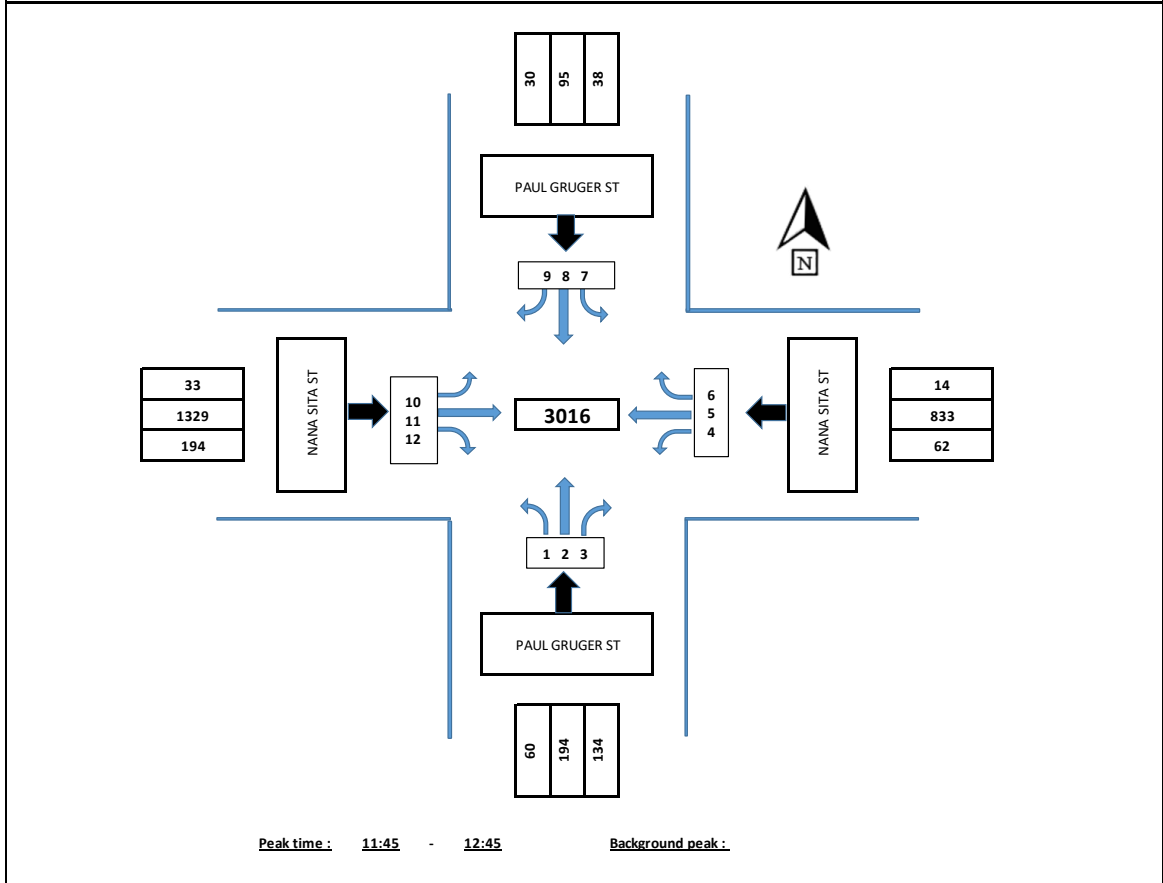 30 95 38
PAUL GRUGER ST
N
9 8 7
33
1329
194
NANA SITA ST
10
11
12
3016
6
5
4
NANA SITA ST
14
833
62
1 2 3
PAUL GRUGER ST
60 194 134
Peak time : 11:45 - 12:45 Background peak :